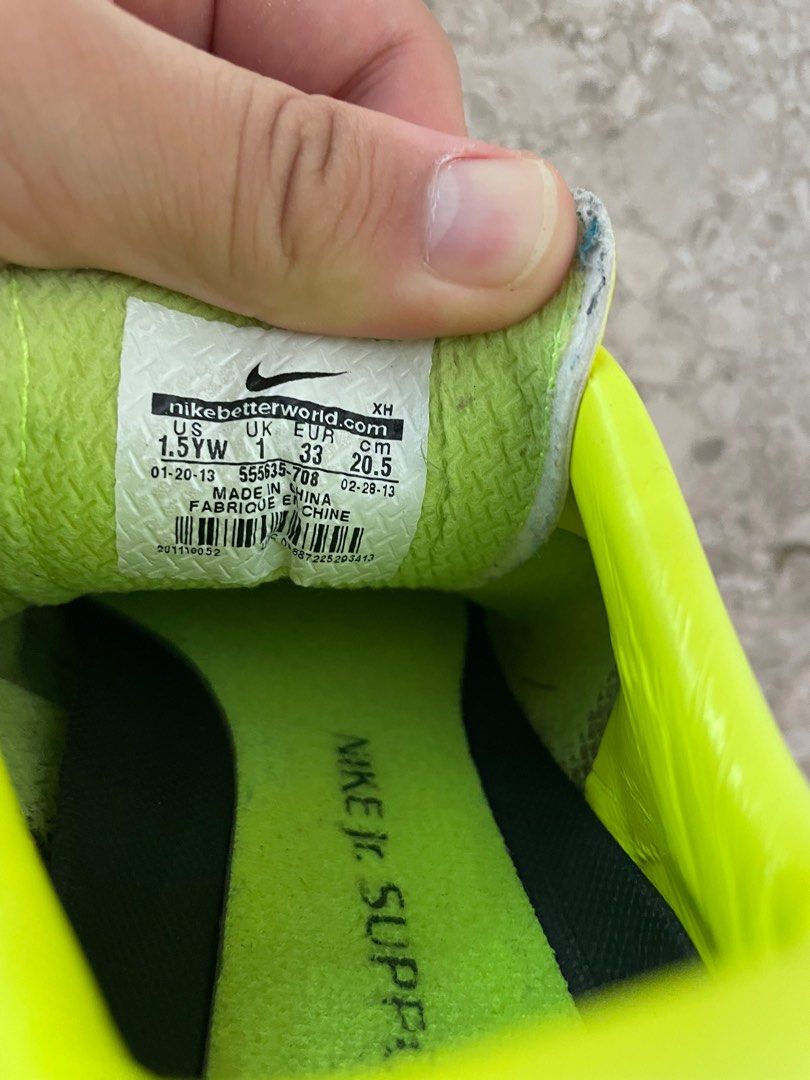 XH
nikebetterworld.com
US UK EUR cm
1.5YW 1 33 20.5
01-20-13 555635-708 02-28-13
MADE IN CHINA
FABRIQUE EN CHINE
201110052
NIKE jr. SUPP